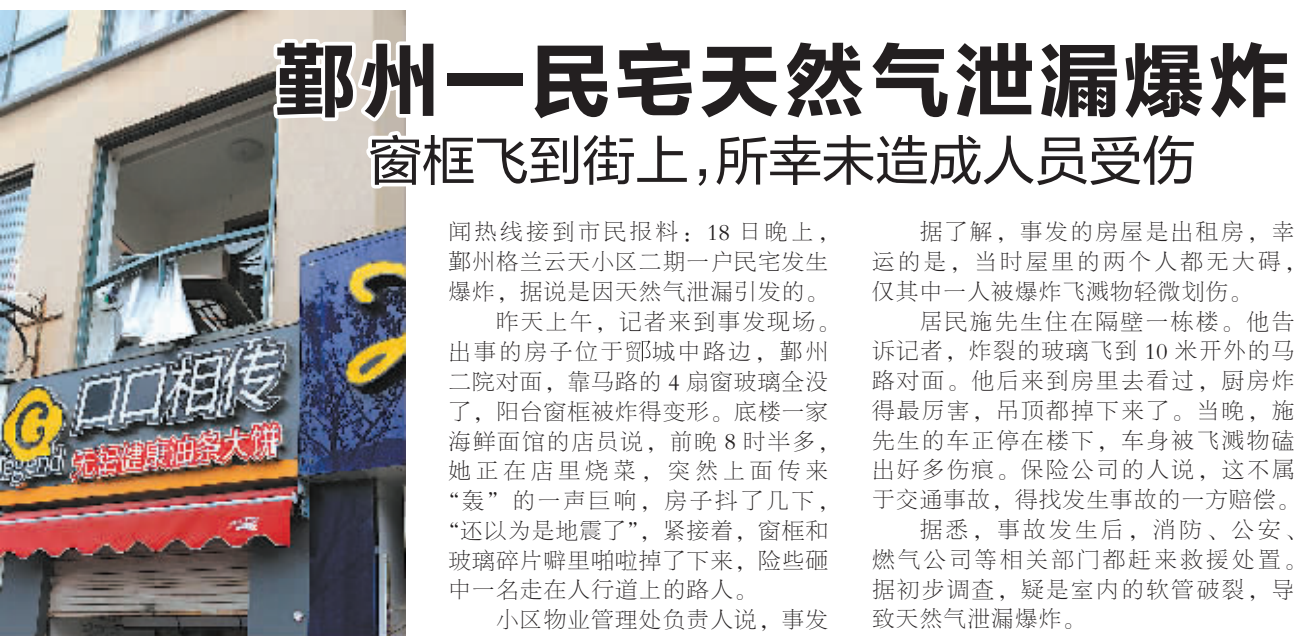 鄞州一民宅天然气泄漏爆炸
窗框飞到街上，所幸未造成人员受伤
口口相传
无铝健康油条大饼
闻热线接到市民报料：18 日晚上，
鄞州格兰云天小区二期一户民宅发生
爆炸，据说是因天然气泄漏引发的。
昨天上午，记者来到事发现场。
出事的房子位于鄮城中路边，鄞州
二院对面，靠马路的 4 扇窗玻璃全没
了，阳台窗框被炸得变形。底楼一家
海鲜面馆的店员说，前晚 8 时半多，
她正在店里烧菜，突然上面传来
“轰”的一声巨响，房子抖了几下，
“还以为是地震了”，紧接着，窗框和
玻璃碎片噼里啪啦掉了下来，险些砸
中一名走在人行道上的路人。
小区物业管理处负责人说，事发
据了解，事发的房屋是出租房，幸
运的是，当时屋里的两个人都无大碍，
仅其中一人被爆炸飞溅物轻微划伤。
居民施先生住在隔壁一栋楼。他告
诉记者，炸裂的玻璃飞到 10 米开外的马
路对面。他后来到房里去看过，厨房炸
得最厉害，吊顶都掉下来了。当晚，施
先生的车正停在楼下，车身被飞溅物磕
出好多伤痕。保险公司的人说，这不属
于交通事故，得找发生事故的一方赔偿。
据悉，事故发生后，消防、公安、
燃气公司等相关部门都赶来救援处置。
据初步调查，疑是室内的软管破裂，导
致天然气泄漏爆炸。